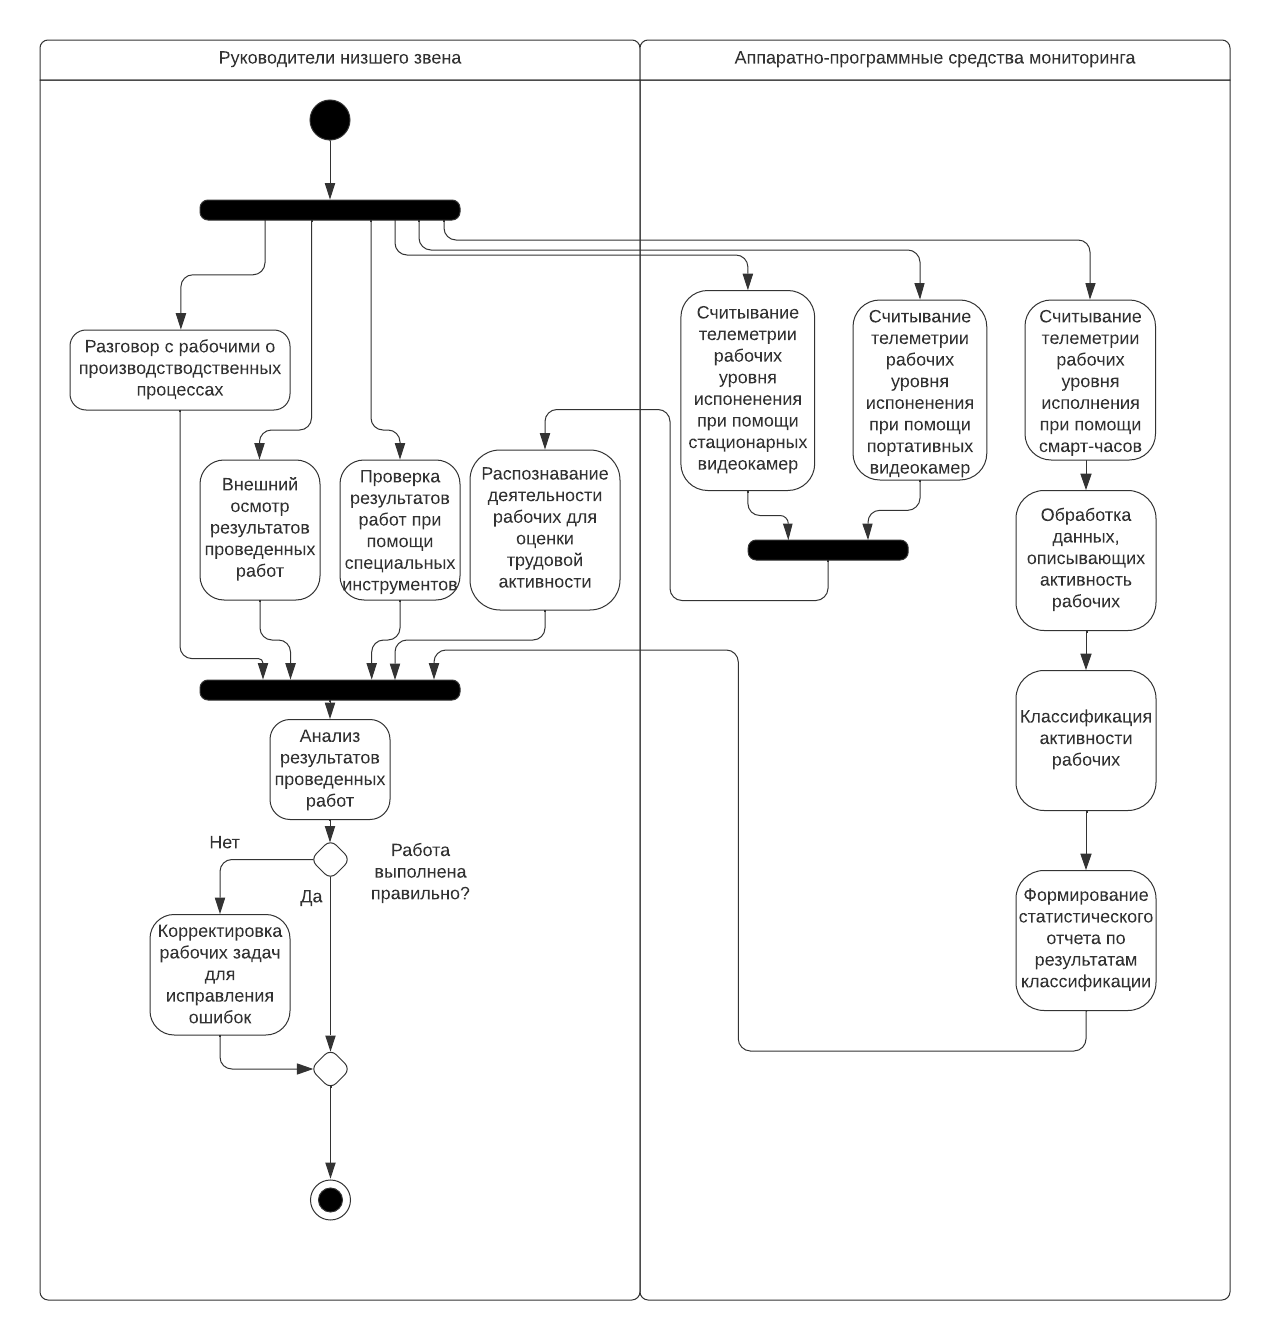 Руководители низшего звена
Аппаратно-программные средства мониторинга
Разговор с рабочими о
производстводственных
процессах
Внешний
осмотр
результатов
проведенных
работ
Проверка
результатов
работ при
помощи
специальных
инструментов
Распознавание
деятельности
рабочих для
оценки
трудовой
активности
Считывание
телеметрии
рабочих
уровня
испоненения
при помощи
стационарных
видеокамер
Считывание
телеметрии
рабочих
уровня
испоненения
при помощи
портативных
видеокамер
Считывание
телеметрии
рабочих
уровня
исполнения
при помощи
смарт-часов
Обработка
данных,
описывающих
активность
рабочих
Классификация
активности
рабочих
Формирование
статистического
отчета по
результатам
классификации
Анализ
результатов
проведенных
работ
Нет
Работа
выполнена
правильно?
Да
Корректировка
рабочих задач
для
исправления
ошибок